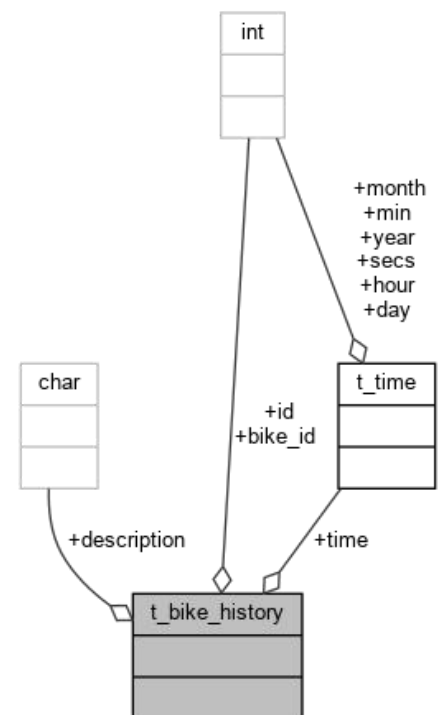 int
+month
+min
+year
+secs
+hour
+day
char
t_time
+id
+bike_id
+description
+time
t_bike_history